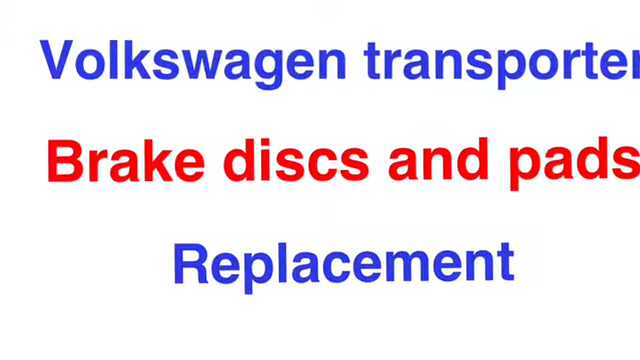 Volkswagen transporter
Brake discs and pads
Replacement